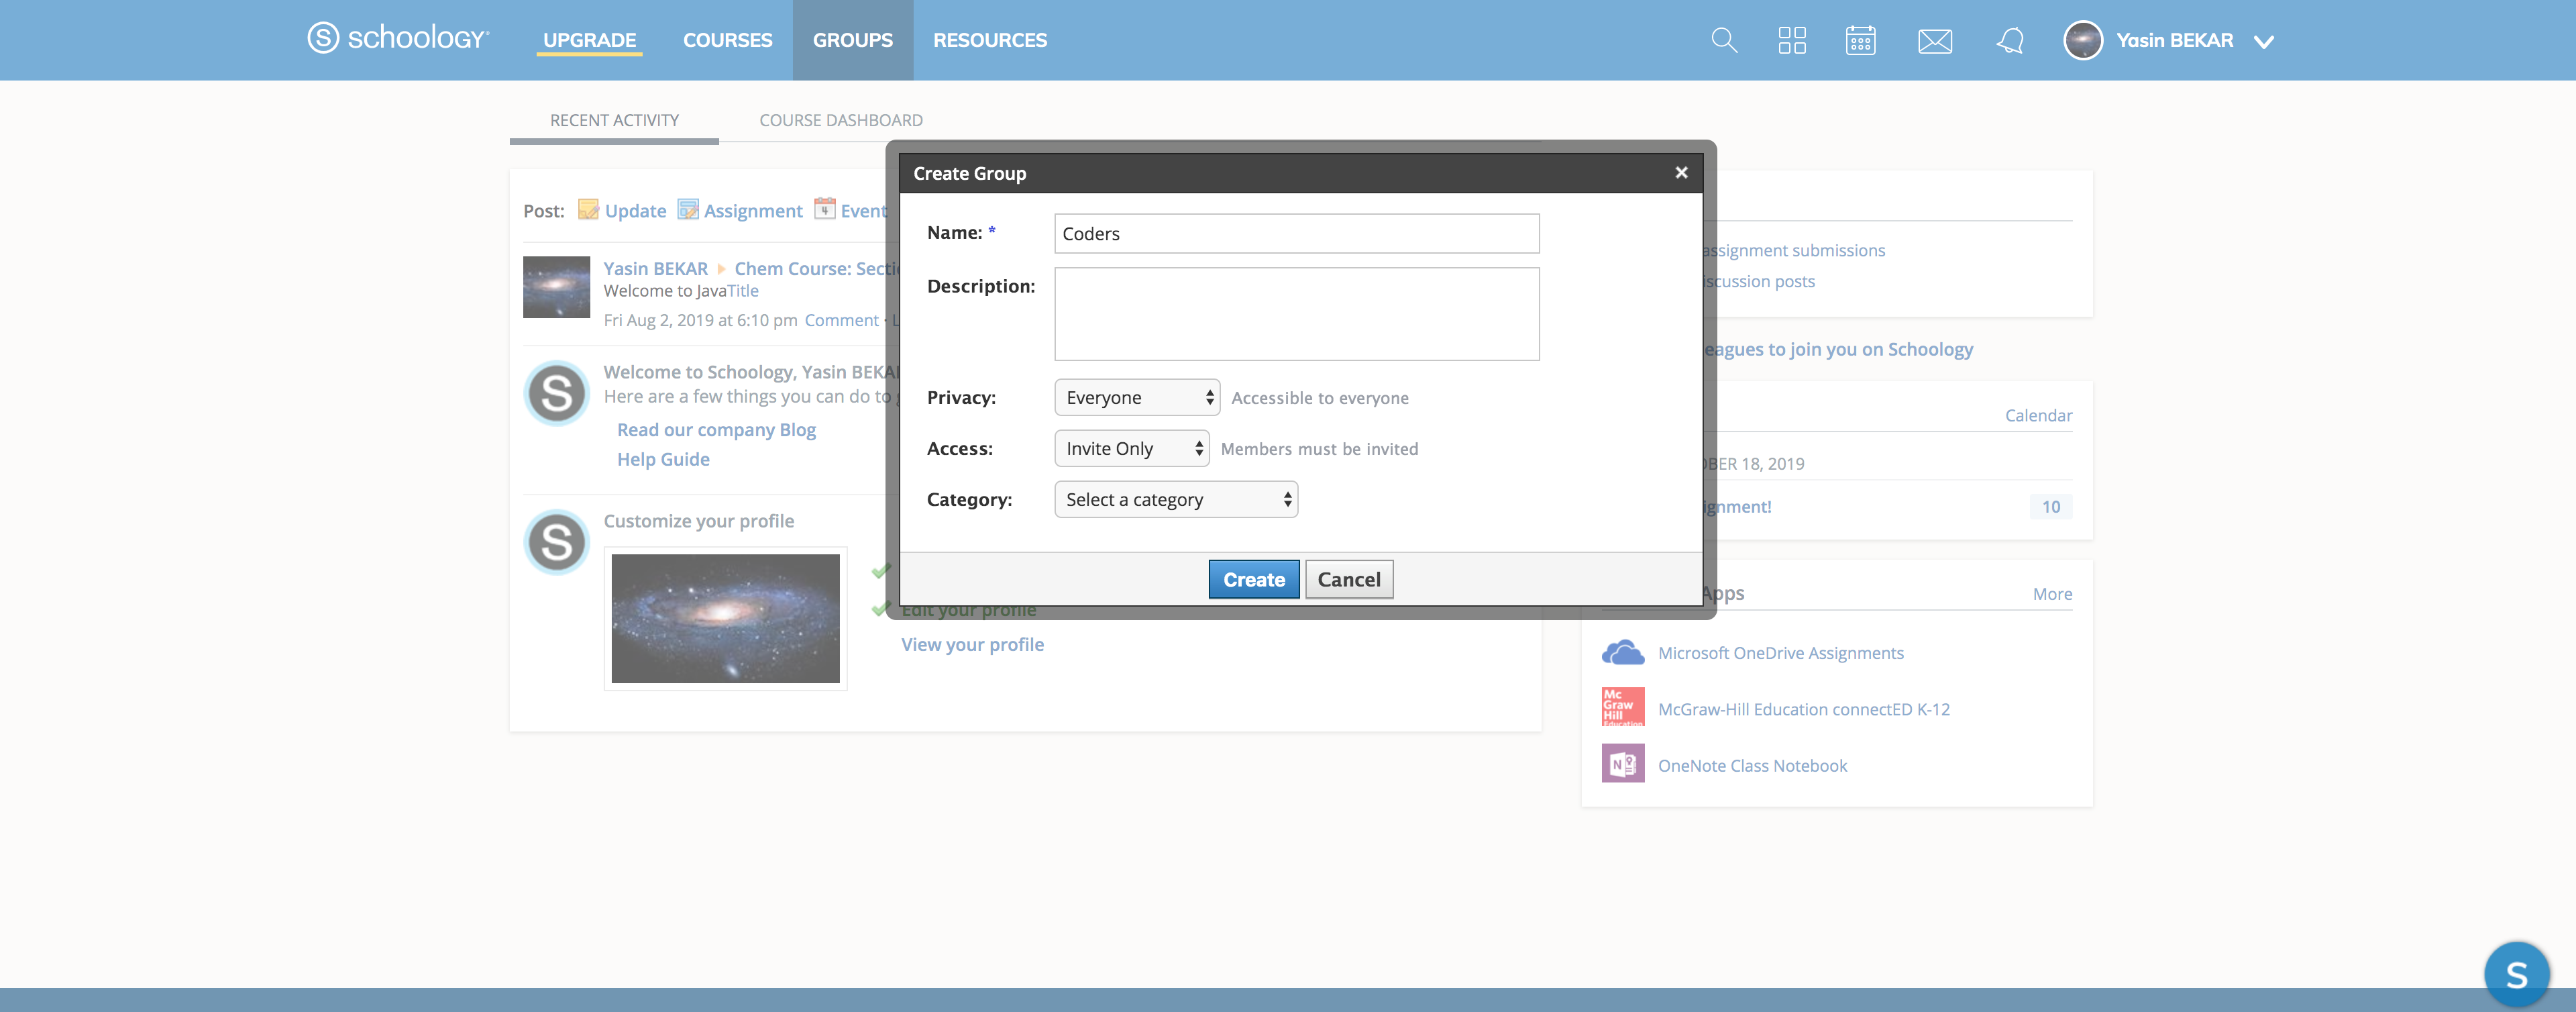 schoology
UPGRADE COURSES GROUPS RESOURCES
Yasin BEKAR
RECENT ACTIVITY COURSE DASHBOARD
Post: Update Assignment Event
Yasin BEKAR Chem Course: Secti
Welcome to JavaTitle
Fri Aug 2, 2019 at 6:10 pm Comment ·
Welcome to Schoology, Yasin BEKAR
Here are a few things you can do to
Read our company Blog
Help Guide
Customize your profile
Edit your profile
View your profile
Create Group ×
Name: * Coders
Description:
Privacy: Everyone Accessible to everyone
Access: Invite Only Members must be invited
Category: Select a category
Create Cancel
assignment submissions
iscussion posts
eagues to join you on Schoology
Calendar
OBER 18, 2019
ignment! 10
Apps More
Microsoft OneDrive Assignments
Mc
Graw
Hill
Education
McGraw-Hill Education connectED K-12
N
OneNote Class Notebook
S